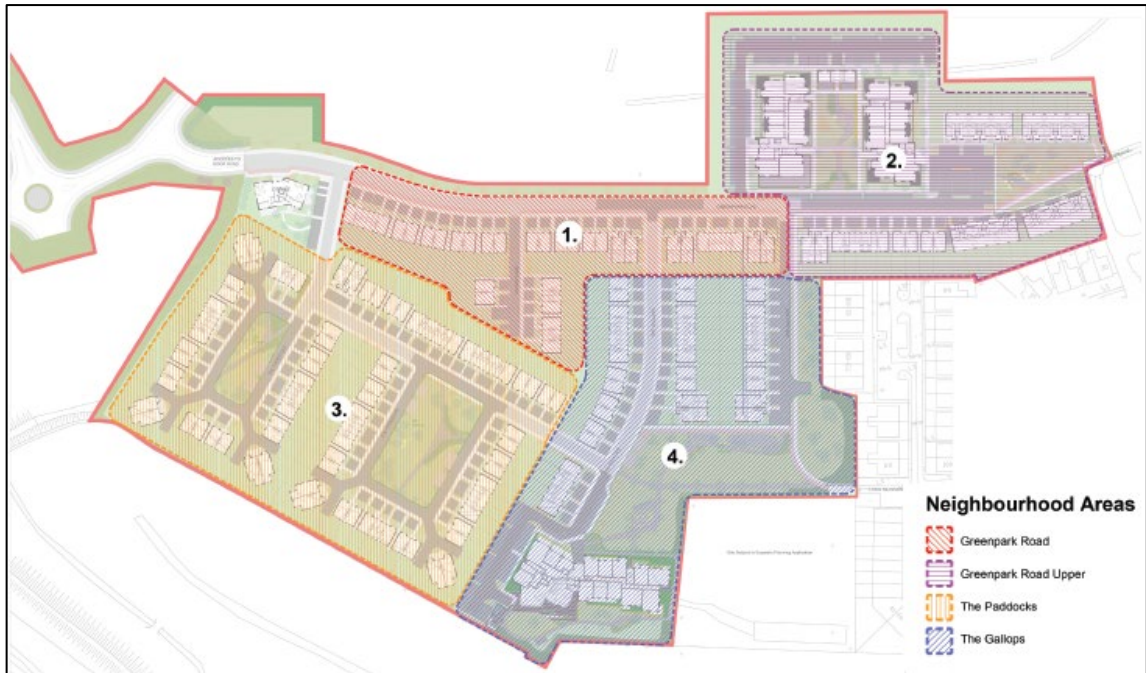 2.
1.
3.
4.
Neighbourhood Areas
Greenpark Road
Greenpark Road Upper
The Paddocks
The Gallops